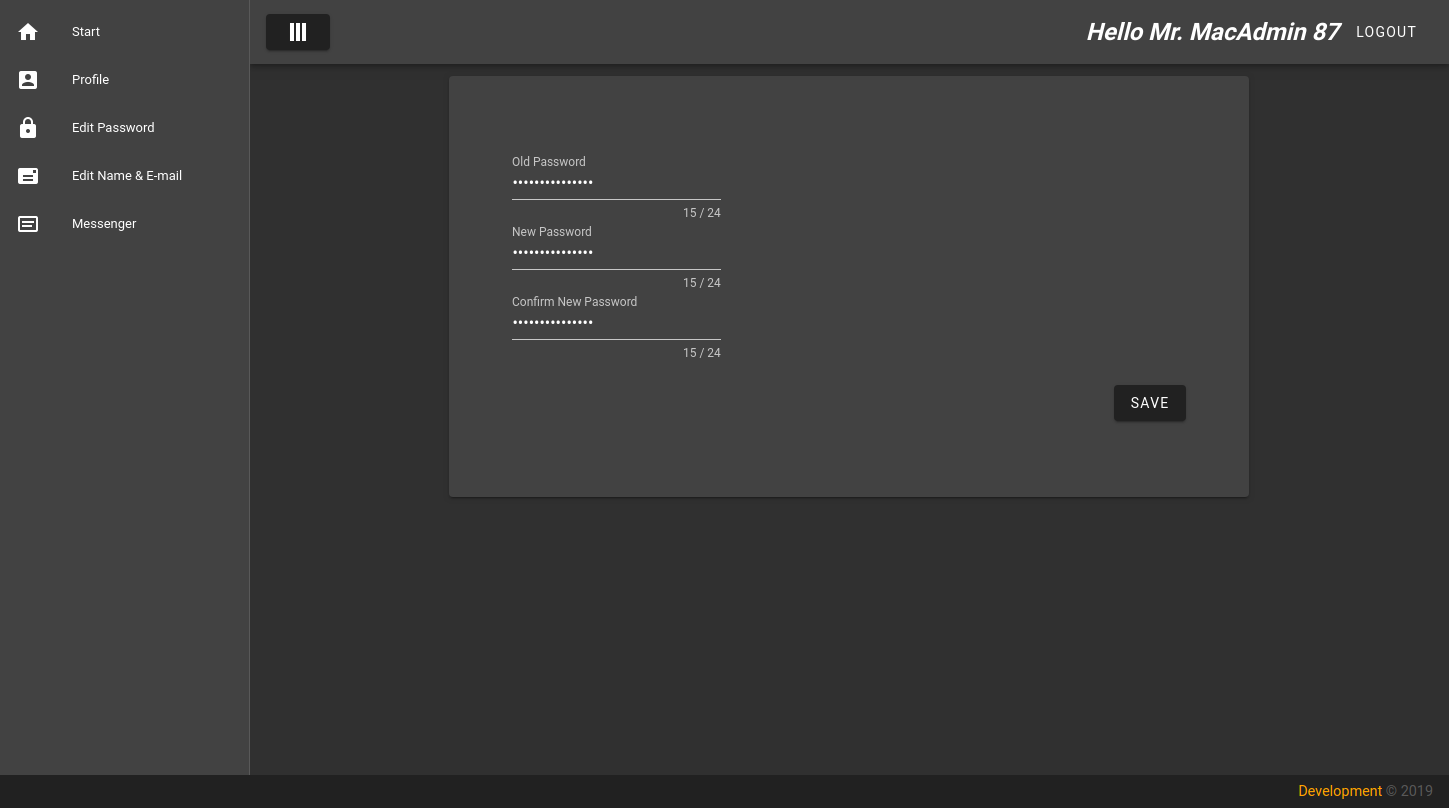 Start
Profile
Edit Password
Edit Name & E-mail
Messenger
Hello Mr. MacAdmin 87 LOGOUT
Old Password
•••••••••••••••
15 / 24
New Password
•••••••••••••••
15 / 24
Confirm New Password
•••••••••••••••
15 / 24
SAVE
Development © 2019